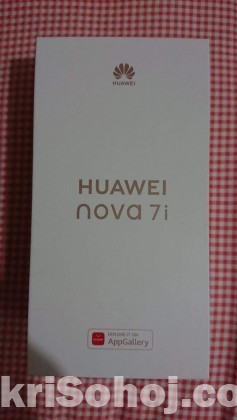 HUAWEI
HUAWEI
nova 7i
EXPLORE IT ON
AppGallery
kriSohoj.co